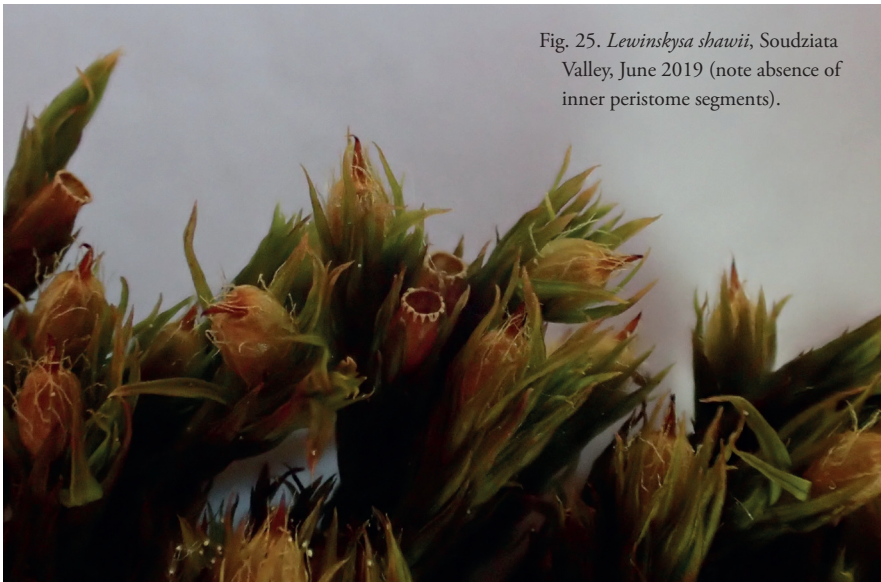 Fig. 25. Lewinskysa shawii, Soudziata
Valley, June 2019 (note absence of
inner peristome segments).